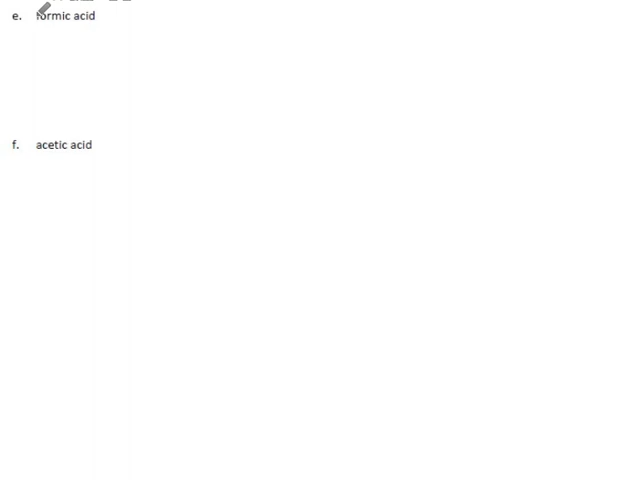 e. formic acid
f. acetic acid